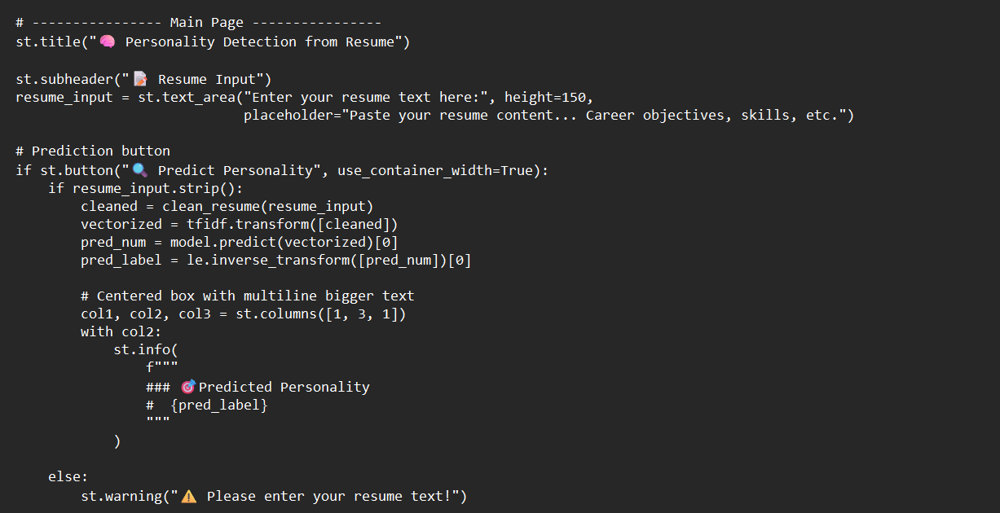 # ---------------- Main Page ----------------
st.title("🧠 Personality Detection from Resume")

st.subheader("📝 Resume Input")
resume_input = st.text_area("Enter your resume text here:", height=150,
                            placeholder="Paste your resume content... Career objectives, skills, etc.")

# Prediction button
if st.button("🔍 Predict Personality", use_container_width=True):
    if resume_input.strip():
        cleaned = clean_resume(resume_input)
        vectorized = tfidf.transform([cleaned])
        pred_num = model.predict(vectorized)[0]
        pred_label = le.inverse_transform([pred_num])[0]

        # Centered box with multiline bigger text
        col1, col2, col3 = st.columns([1, 3, 1])
        with col2:
            st.info(
                f"""
                ### 🎯Predicted Personality
                #  {pred_label}
                """
            )

    else:
        st.warning("⚠️ Please enter your resume text!")